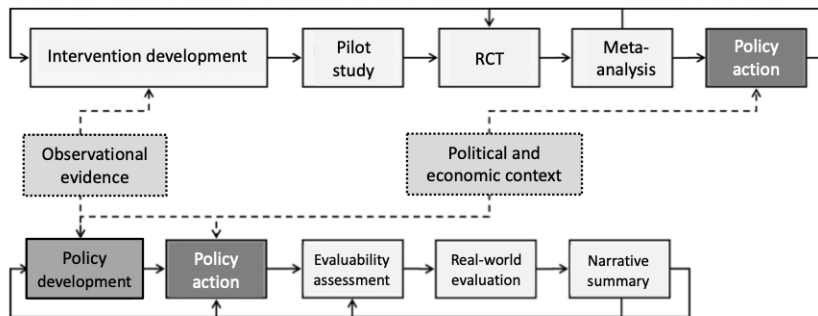 Intervention development
Pilot
study
RCT
Meta-
analysis
Policy
action
Observational
evidence
Political and
economic context
Policy
development
Policy
action
Evaluability
assessment
Real-world
evaluation
Narrative
summary